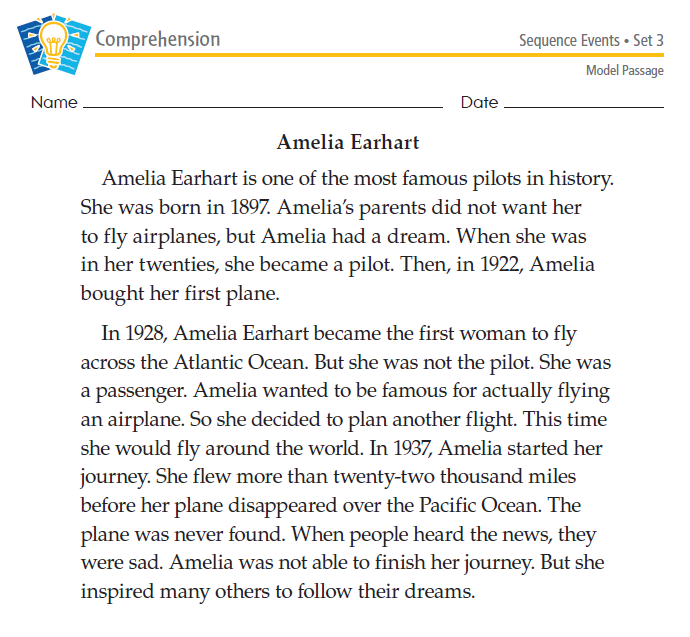 Comprehension
Sequence Events • Set 3
Model Passage
Name
Date
Amelia Earhart
Amelia Earhart is one of the most famous pilots in history.
She was born in 1897. Amelia’s parents did not want her
to fly airplanes, but Amelia had a dream. When she was
in her twenties, she became a pilot. Then, in 1922, Amelia
bought her first plane.
In 1928, Amelia Earhart became the first woman to fly
across the Atlantic Ocean. But she was not the pilot. She was
a passenger. Amelia wanted to be famous for actually flying
an airplane. So she decided to plan another flight. This time
she would fly around the world. In 1937, Amelia started her
journey. She flew more than twenty-two thousand miles
before her plane disappeared over the Pacific Ocean. The
plane was never found. When people heard the news, they
were sad. Amelia was not able to finish her journey. But she
inspired many others to follow their dreams.